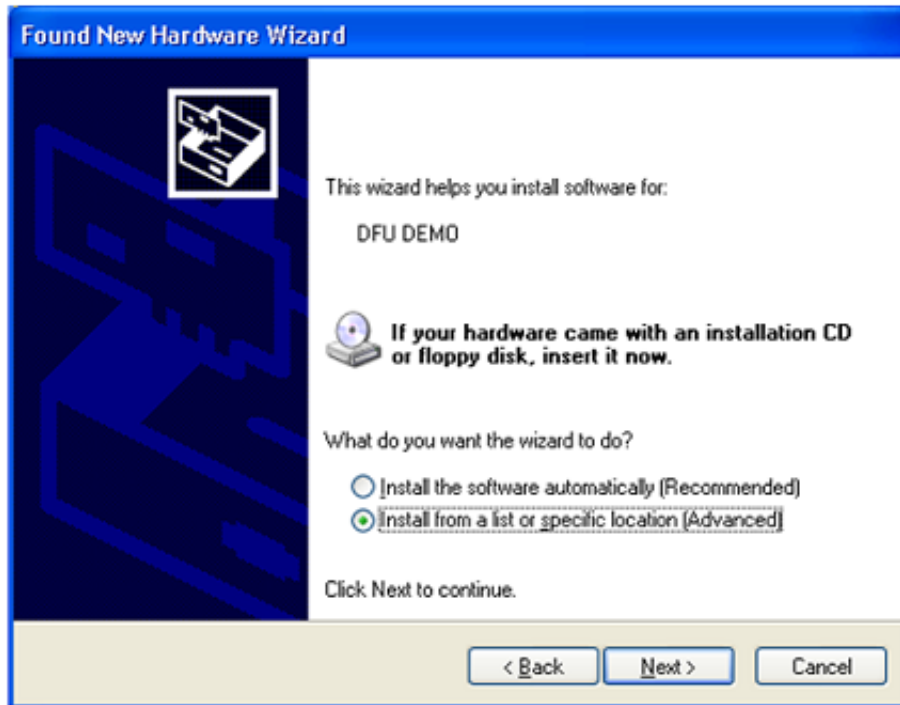 Found New Hardware Wizard
This wizard helps you install software for:
DFU DEMO
If your hardware came with an installation CD
or floppy disk, insert it now.
What do you want the wizard to do?
Install the software automatically (Recommended)
Install from a list or specific location (Advanced)
Click Next to continue.
< Back
Next >
Cancel